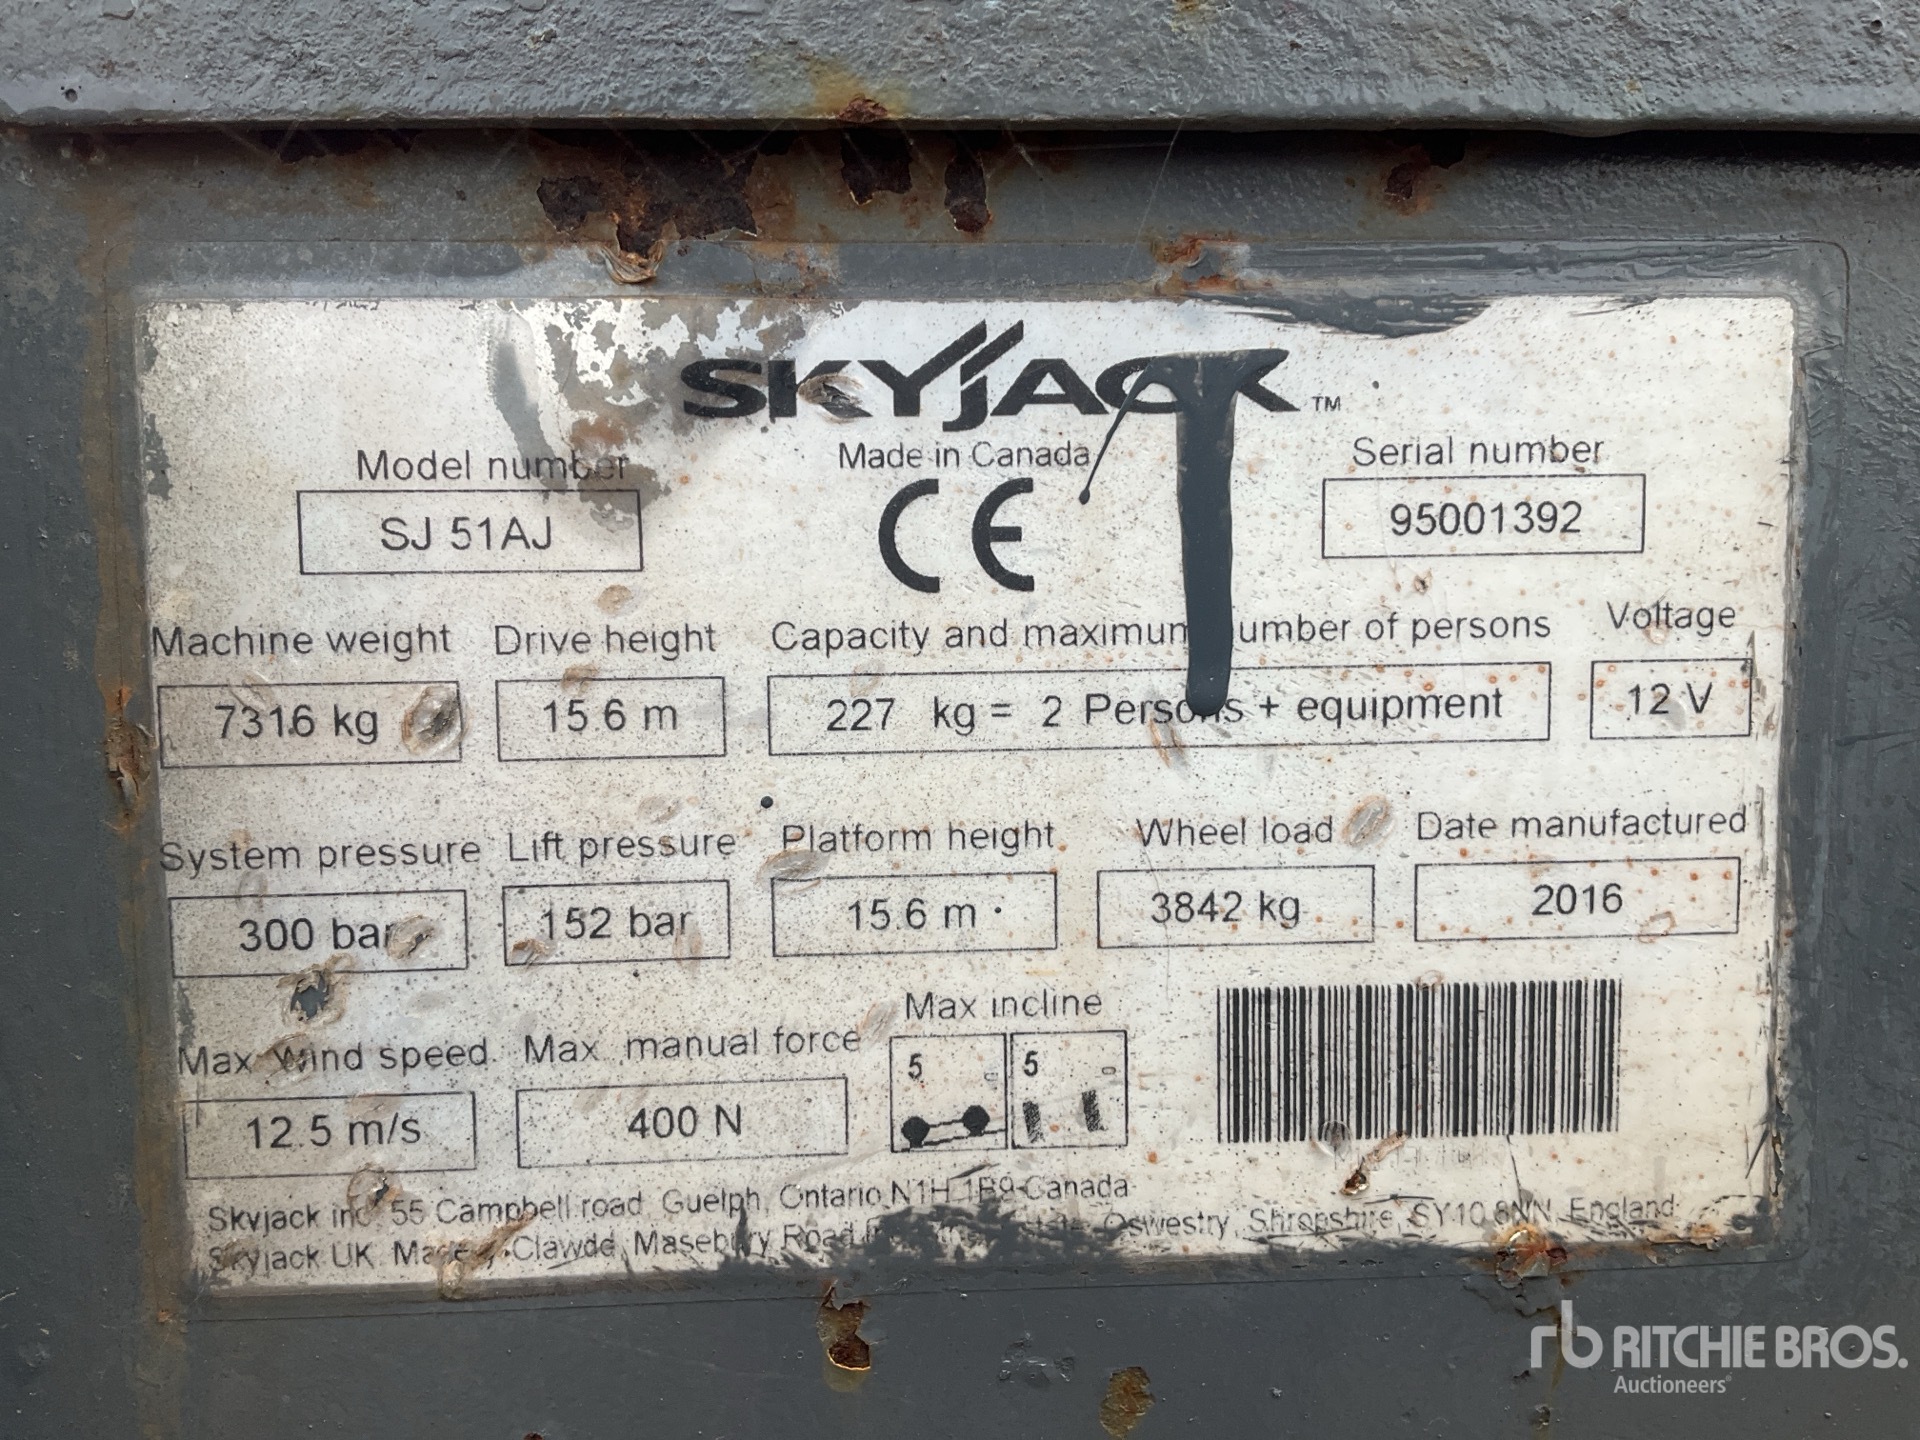 SKYJACK™
Made in Canada
CE
Model number
SJ 51AJ
Serial number
95001392
Machine weight
7316 kg
Drive height
15.6 m
Capacity and maximum number of persons
227 kg = 2 Persons + equipment
Voltage
12 V
System pressure
300 bar
Lift pressure
152 bar
Platform height
15.6 m
Wheel load
3842 kg
Date manufactured
2016
Max wind speed
12.5 m/s
Max manual force
400 N
Max incline
5
5
Skyjack inc. 55 Campbell road, Guelph, Ontario N1H 1B9 Canada
Skyjack UK, Clawdd, Masebury Road Oswestry, Shropshire, SY10 8NN, England
rb RITCHIE BROS.
Auctioneers